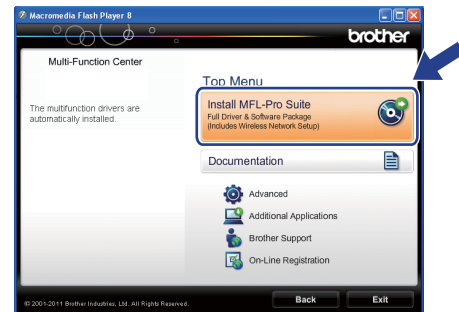 Macromedia Flash Player 8
brother
Multi-Function Center
Top Menu
The multifunction drivers are
automatically installed.
Install MFL-Pro Suite
Full Driver & Software Package
(Includes Wireless Network Setup)
Documentation
Advanced
Additional Applications
Brother Support
On-Line Registration
© 2001-2011 Brother Industries, Ltd. All Rights Reserved.
Back
Exit